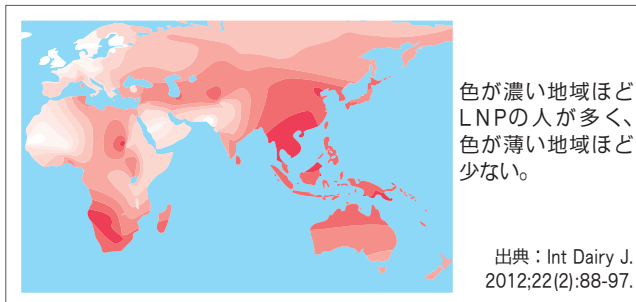 色が濃い地域ほど
LNPの人が多く、
色が薄い地域ほど
少ない。
出典：Int Dairy J.
2012;22(2):88-97.